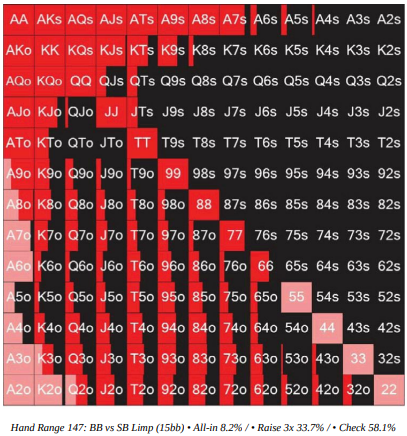 AA AKs AQs AJs ATs A9s A8s A7s A6s A5s A4s A3s A2s
AKo KK KQs KJs KTs K9s K8s K7s K6s K5s K4s K3s K2s
AQo KQo QQ QJs QTs Q9s Q8s Q7s Q6s Q5s Q4s Q3s Q2s
AJo KJo QJo JJ JTs J9s J8s J7s J6s J5s J4s J3s J2s
ATo KTo QTo JTo TT T9s T8s T7s T6s T5s T4s T3s T2s
A9o K9o Q9o J9o T9o 99 98s 97s 96s 95s 94s 93s 92s
A8o K8o Q8o J8o T8o 98o 88 87s 86s 85s 84s 83s 82s
A7o K7o Q7o J7o T7o 97o 87o 77 76s 75s 74s 73s 72s
A6o K6o Q6o J6o T6o 96o 86o 76o 66 65s 64s 63s 62s
A5o K5o Q5o J5o T5o 95o 85o 75o 65o 55 54s 53s 52s
A4o K4o Q4o J4o T4o 94o 84o 74o 64o 54o 44 43s 42s
A3o K3o Q3o J3o T3o 93o 83o 73o 63o 53o 43o 33 32s
A2o K2o Q2o J2o T2o 92o 82o 72o 62o 52o 42o 32o 22
Hand Range 147: BB vs SB Limp (15bb) • All-in 8.2% / • Raise 3x 33.7% / • Check 58.1%